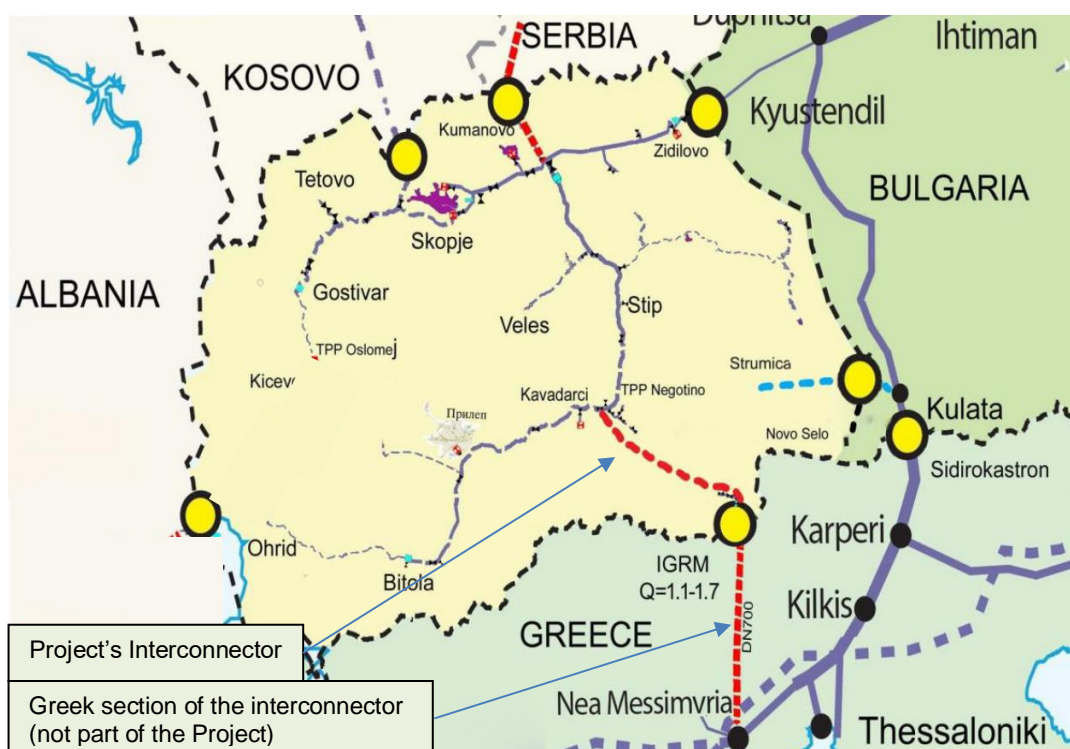 Dupnitsa
SERBIA
Ihtiman
KOSOVO
Kyustendil
Kumanovo
Zidilovo
Tetovo
BULGARIA
Skopje
ALBANIA
Gostivar
Stip
Veles
TPP Oslomej
Strumica
Kicev
Kavadarci
TPP Negotino
Прилеп
Kulata
Novo Selo
Sidirokastron
Ohrid
Karperi
Bitola
IGRM
Q=1.1-1.7
Kilkis
GREECE
DN700
Project's Interconnector
Nea Messimvria
Greek section of the interconnector
(not part of the Project)
Thessaloniki